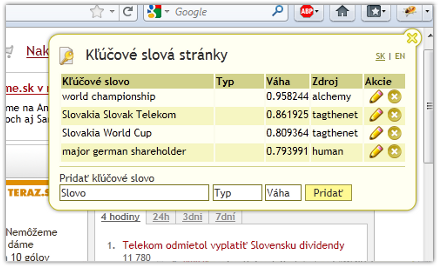 Google
ABP
Nak
Kľúčové slová stránky
SK | EN
me.sk v
Kľúčové slovo Typ Váha Zdroj Akcie
world championship 0.958244 alchemy
me na An
Slovakia Slovak Telekom 0.861925 tagthenet
och aj Sa
Slovakia World Cup 0.809364 tagthenet
major german shareholder 0.793991 human
Pridať kľúčové slovo
TERAZ.S
Slovo Typ Váha Pridať
4 hodiny 24h 3dni 7dní
Nemôžeme
dáme
o 10 gólov
1. Telekom odmietol vyplatiť Slovensku dividendy
11 780